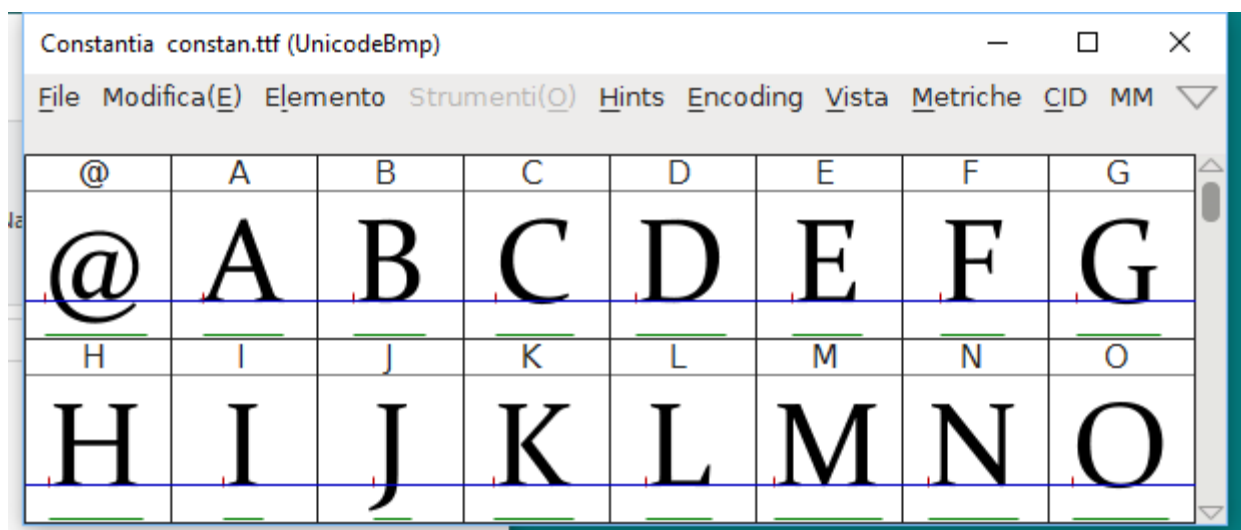 Constantia constan.ttf (UnicodeBmp)
File Modifica(E) Elemento Strumenti(O) Hints Encoding Vista Metriche CID MM
@ A B C D E F G
@ A B C D E F G
H I J K L M N O
H I J K L M N O